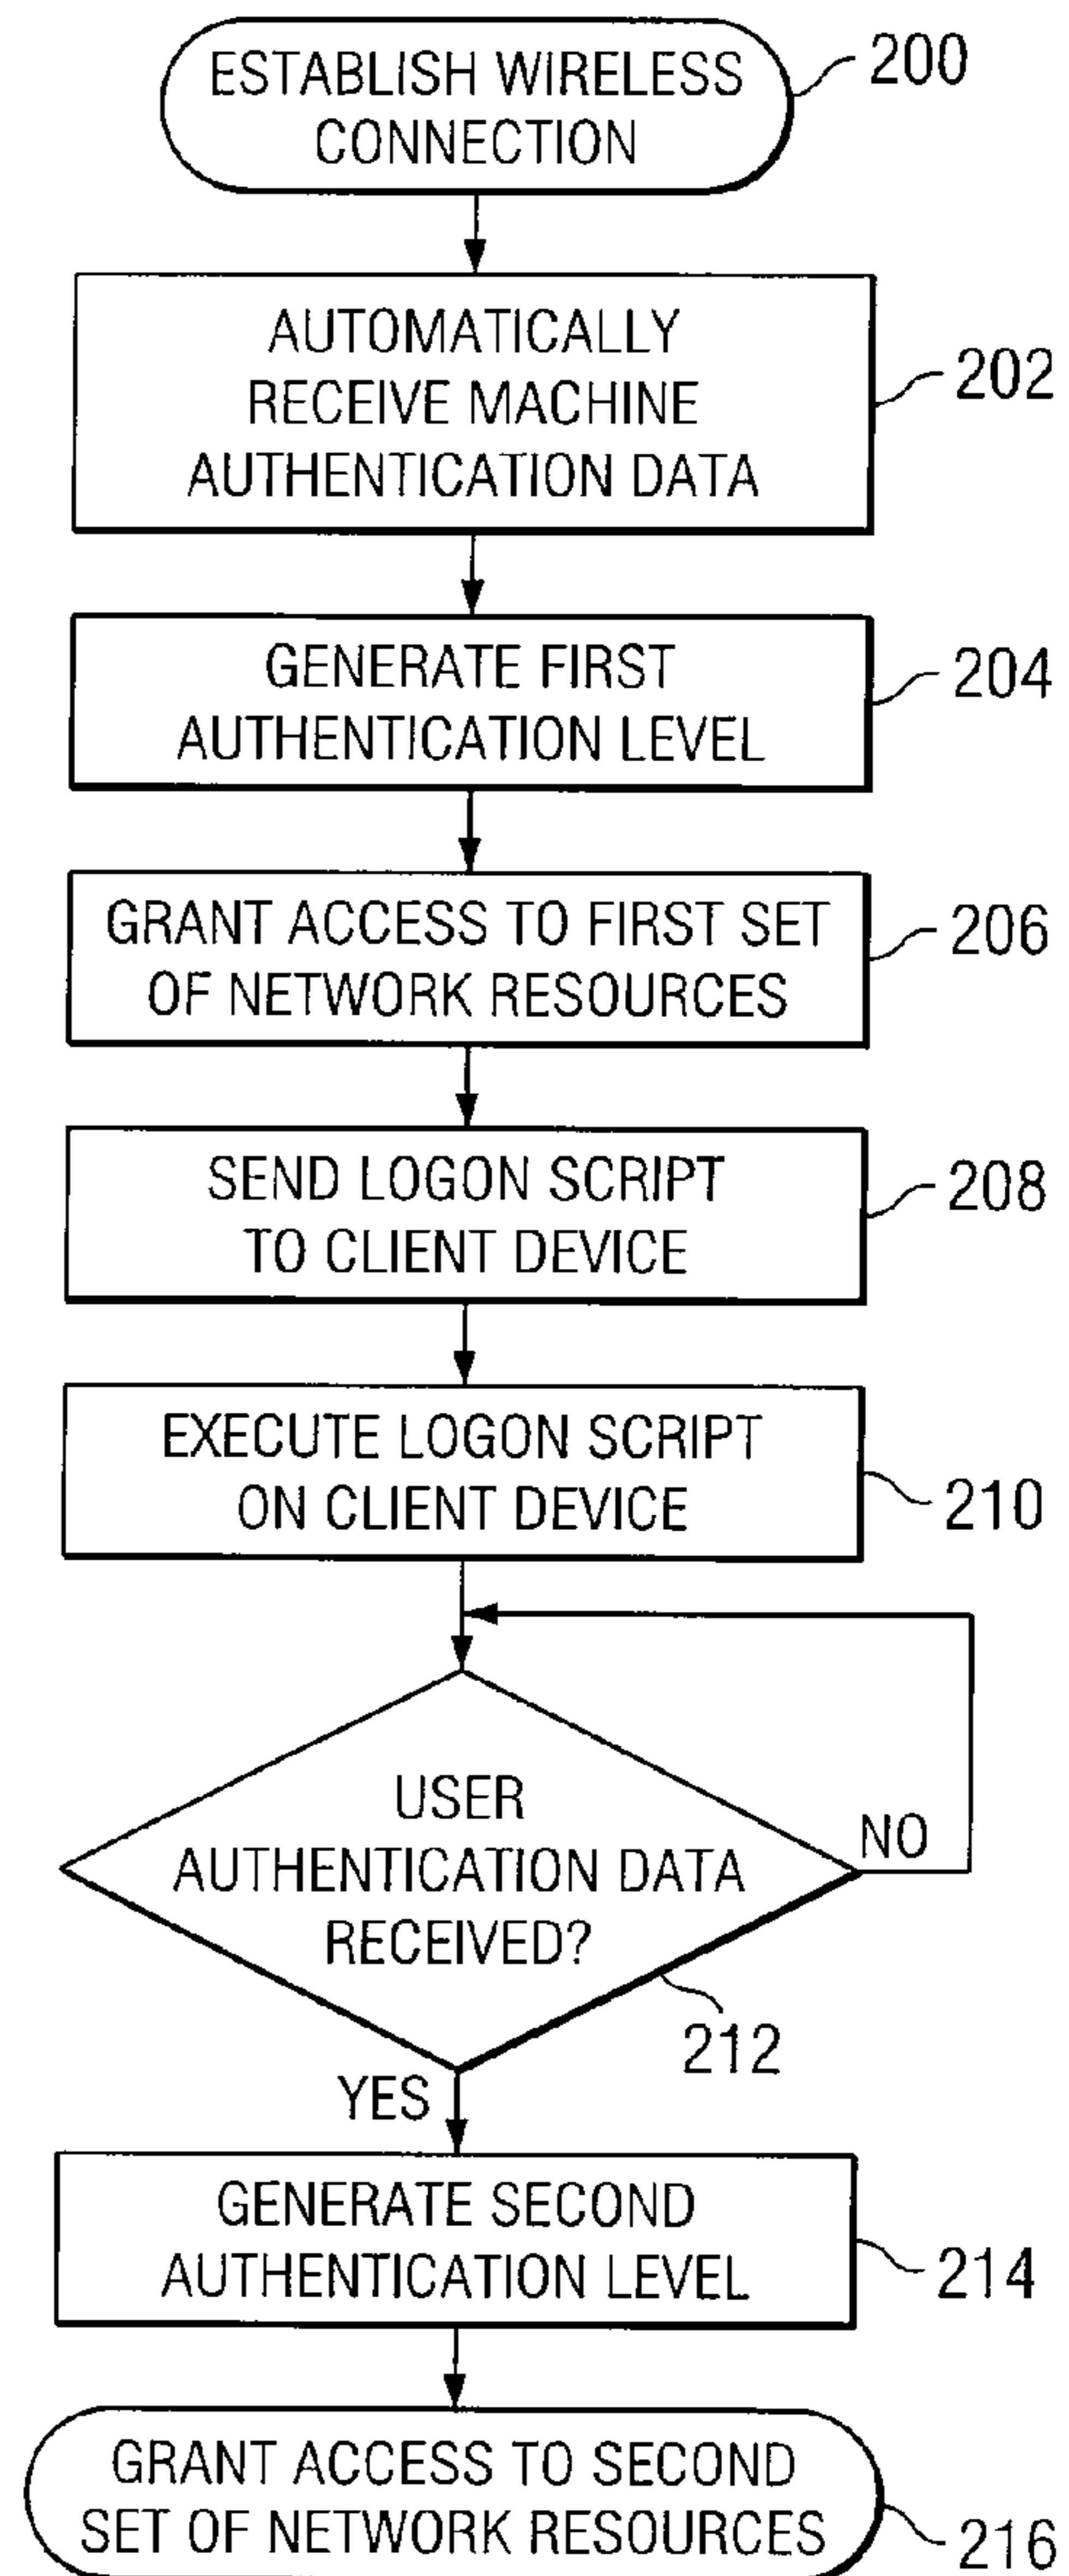 ESTABLISH WIRELESS
CONNECTION
200
AUTOMATICALLY
RECEIVE MACHINE
AUTHENTICATION DATA
202
GENERATE FIRST
AUTHENTICATION LEVEL
204
GRANT ACCESS TO FIRST SET
OF NETWORK RESOURCES
206
SEND LOGON SCRIPT
TO CLIENT DEVICE
208
EXECUTE LOGON SCRIPT
ON CLIENT DEVICE
210
USER
AUTHENTICATION DATA
RECEIVED?
NO
212
YES
GENERATE SECOND
AUTHENTICATION LEVEL
214
GRANT ACCESS TO SECOND
SET OF NETWORK RESOURCES
216